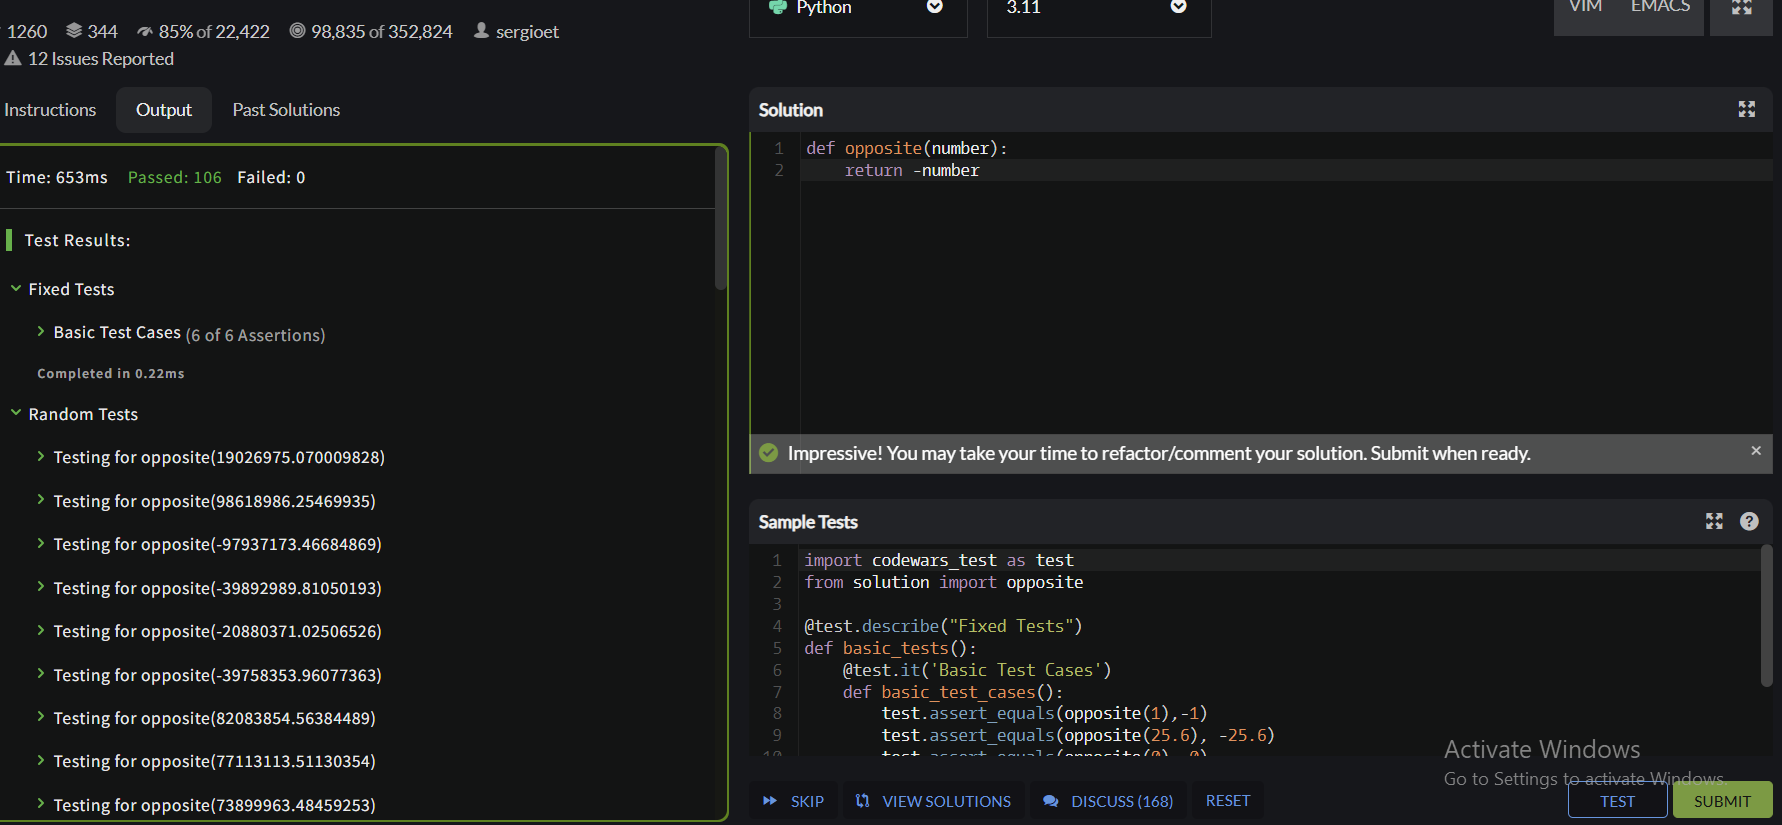 1260 344 85% of 22,422 98,835 of 352,824 sergioet
12 Issues Reported
Instructions Output Past Solutions
Time: 653ms Passed: 106 Failed: 0
Test Results:
Fixed Tests
Basic Test Cases (6 of 6 Assertions)
Completed in 0.22ms
Random Tests
Testing for opposite(19026975.070009828)
Testing for opposite(98618986.25469935)
Testing for opposite(-97937173.46684869)
Testing for opposite(-39892989.81050193)
Testing for opposite(-20880371.02506526)
Testing for opposite(-39758353.96077363)
Testing for opposite(82083854.56384489)
Testing for opposite(77113113.51130354)
Testing for opposite(73899963.48459253)
Python 3.11 VIM EMACS
Solution
1 def opposite(number):
2 return -number
Impressive! You may take your time to refactor/comment your solution. Submit when ready.
Sample Tests
1 import codewars_test as test
2 from solution import opposite
3
4 @test.describe("Fixed Tests")
5 def basic_tests():
6 @test.it('Basic Test Cases')
7 def basic_test_cases():
8 test.assert_equals(opposite(1),-1)
9 test.assert_equals(opposite(25.6), -25.6)
10 test.assert_equals(opposite(0), 0)
Activate Windows
Go to Settings to activate Windows.
SKIP VIEW SOLUTIONS DISCUSS (168) RESET TEST SUBMIT